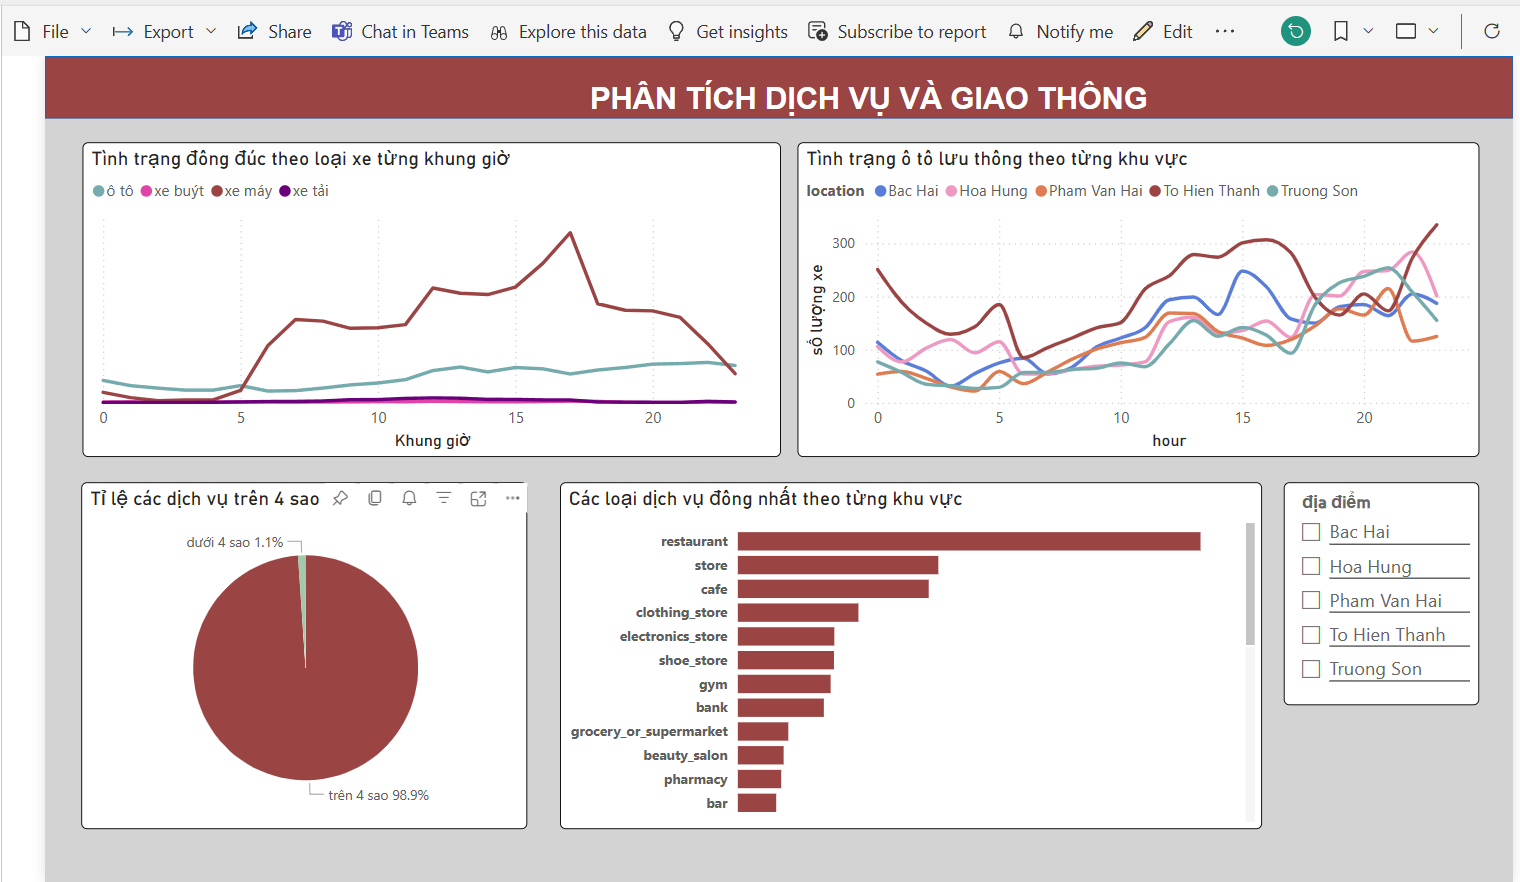 File Export Share Chat in Teams Explore this data Get insights Subscribe to report Notify me Edit ...
PHÂN TÍCH DỊCH VỤ VÀ GIAO THÔNG
Tình trạng đông đúc theo loại xe từng khung giờ
ô tô xe buýt xe máy xe tải
0 5 10 15 20
Khung giờ
Tình trạng ô tô lưu thông theo từng khu vực
location Bac Hai Hoa Hung Pham Van Hai To Hien Thanh Truong Son
số lượng xe
300
200
100
0
0 5 10 15 20
hour
Tỉ lệ các dịch vụ trên 4 sao
dưới 4 sao 1.1%
trên 4 sao 98.9%
Các loại dịch vụ đông nhất theo từng khu vực
restaurant
store
cafe
clothing_store
electronics_store
shoe_store
gym
bank
grocery_or_supermarket
beauty_salon
pharmacy
bar
địa điểm
Bac Hai
Hoa Hung
Pham Van Hai
To Hien Thanh
Truong Son